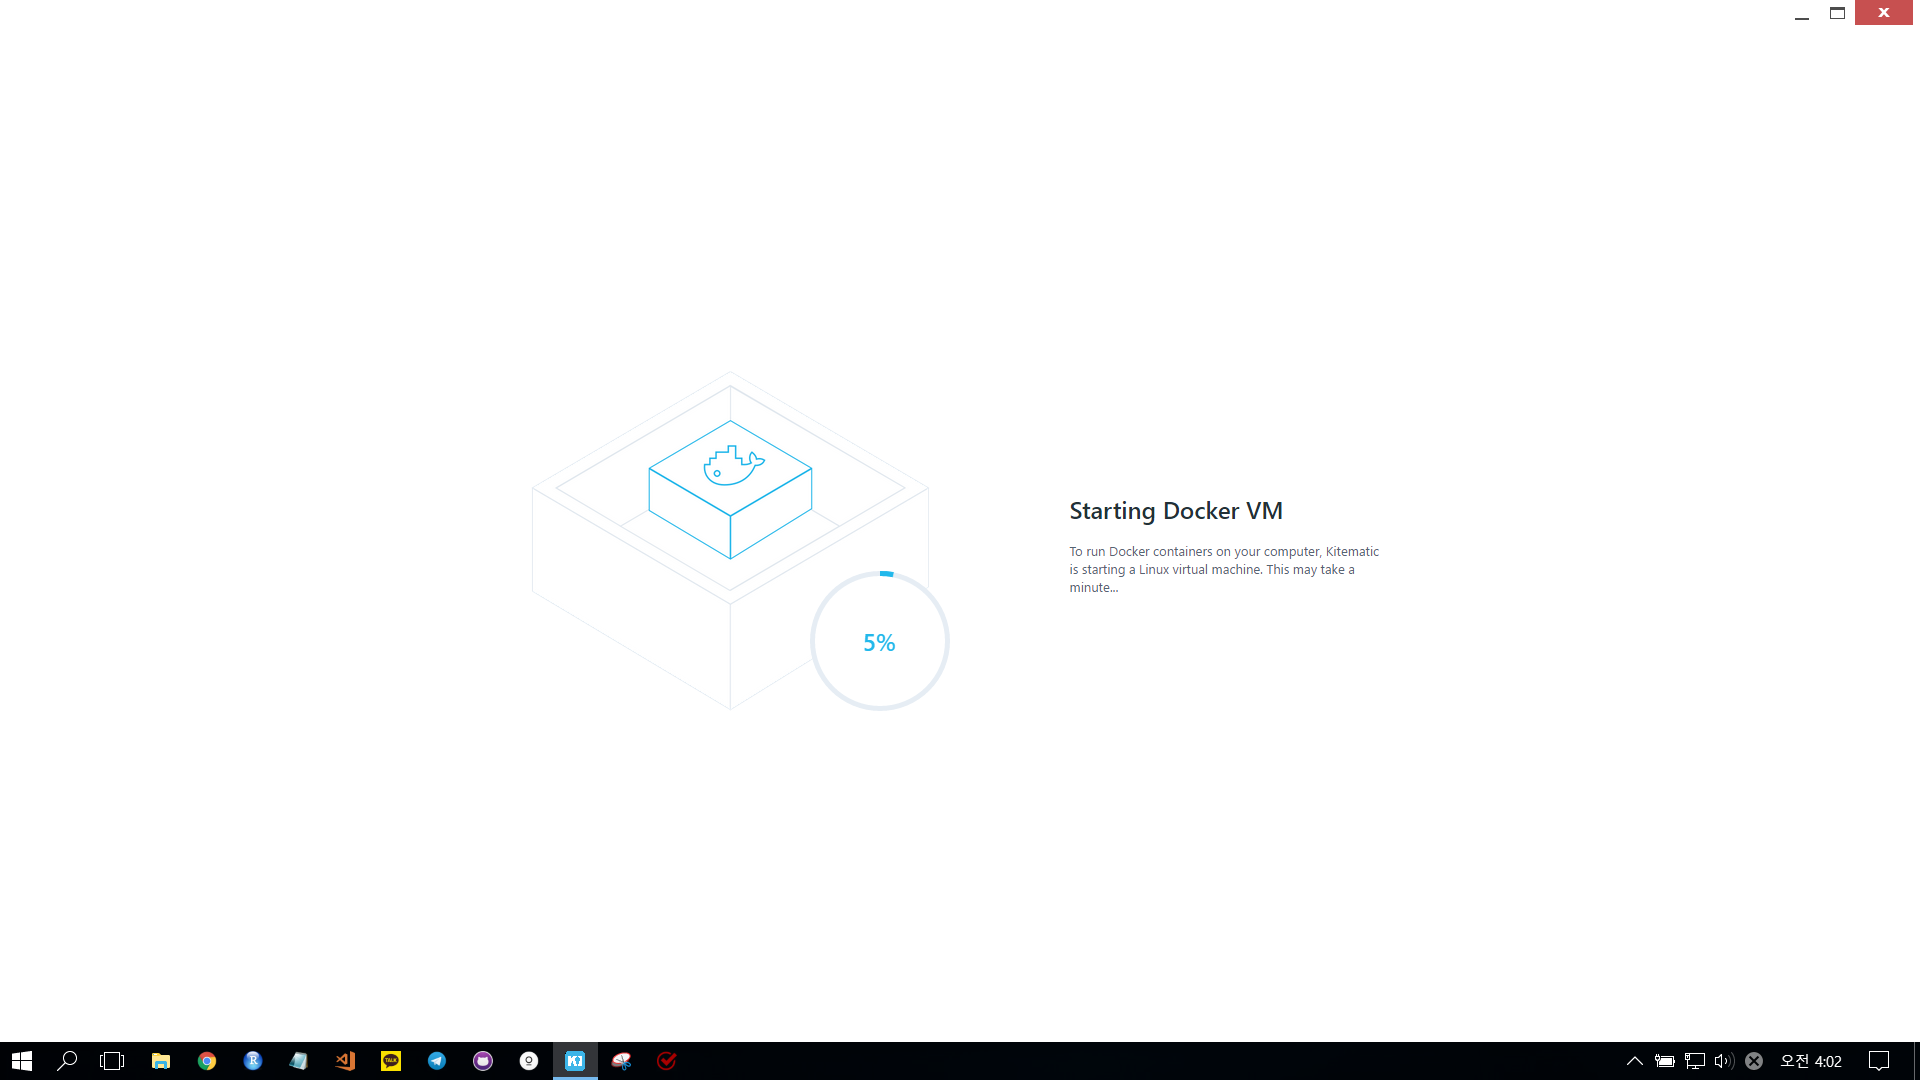 Starting Docker VM
To run Docker containers on your computer, Kitematic
is starting a Linux virtual machine. This may take a
minute...
5%
R
TALK
K
오전 4:02